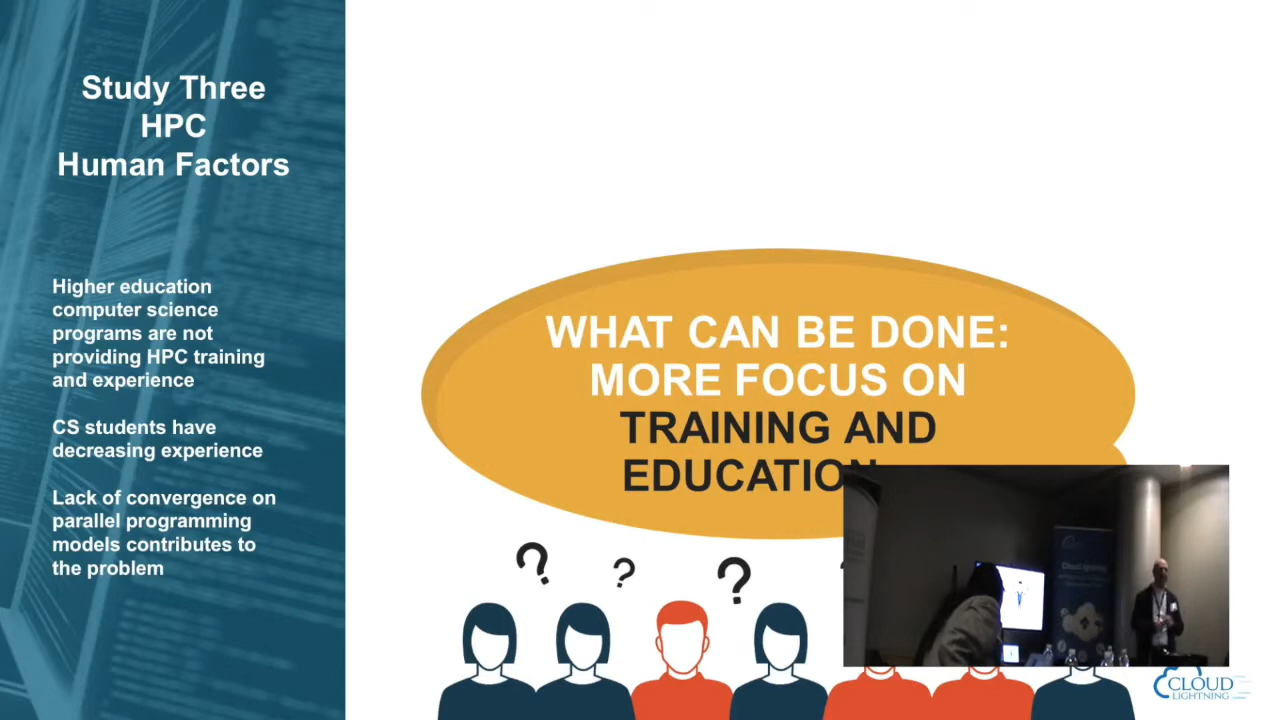 Study Three
HPC
Human Factors
Higher education
computer science
programs are not
providing HPC training
and experience
CS students have
decreasing experience
Lack of convergence on
parallel programming
models contributes to
the problem
WHAT CAN BE DONE:
MORE FOCUS ON
TRAINING AND
EDUCATIO
? ? ?
CLOUD
LIGHTNING